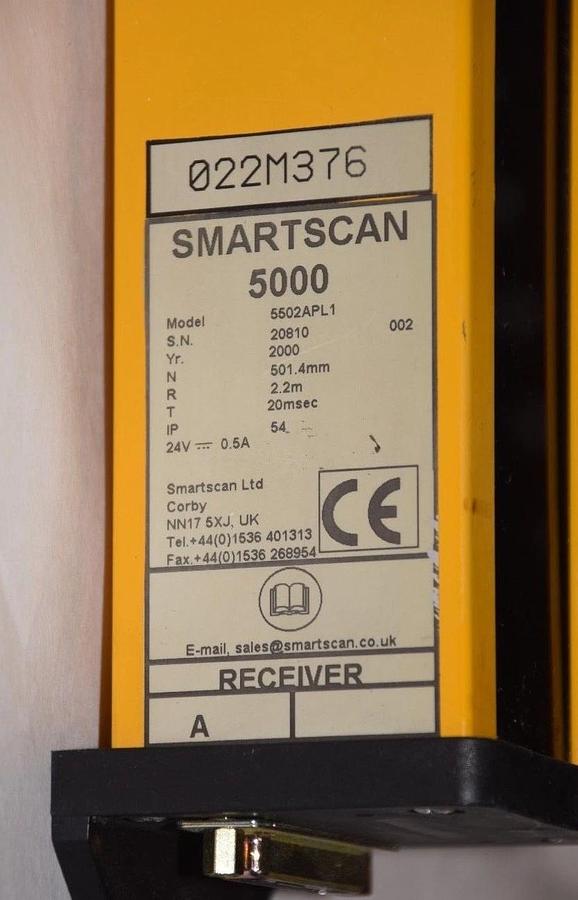 022M376
SMARTSCAN
5000
Model 5502APL1
S.N. 20810 002
Yr. 2000
N 501.4mm
R 2.2m
T 20msec
IP 54
24V ⎓ 0.5A
Smartscan Ltd
Corby
NN17 5XJ, UK
Tel.+44(0)1536 401313
Fax.+44(0)1536 268954
CE
E-mail, sales@smartscan.co.uk
RECEIVER
A